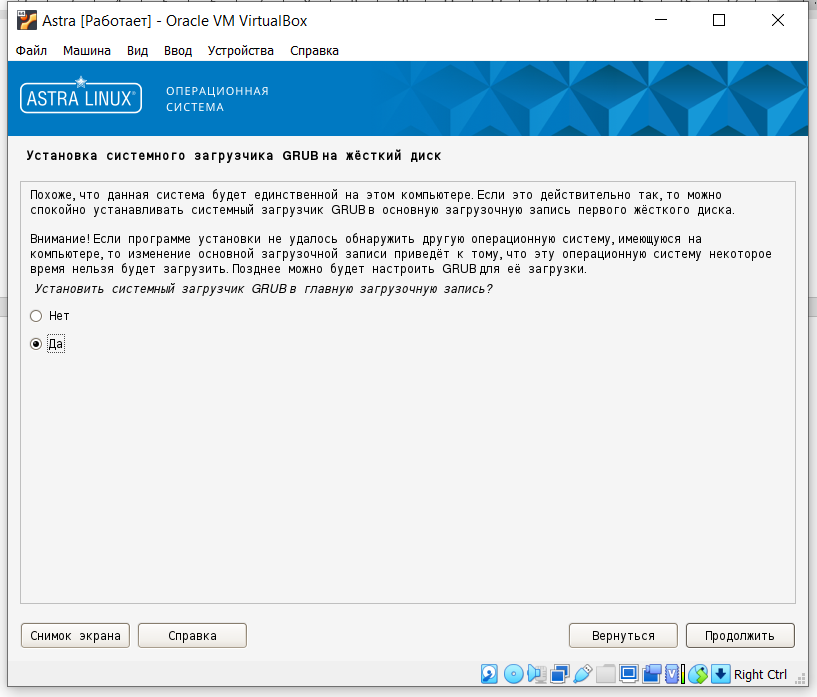 Astra [Работает] - Oracle VM VirtualBox
Файл Машина Вид Ввод Устройства Справка
ASTRA LINUX®
ОПЕРАЦИОННАЯ
СИСТЕМА
Установка системного загрузчика GRUB на жёсткий диск
Похоже, что данная система будет единственной на этом компьютере. Если это действительно так, то можно
спокойно устанавливать системный загрузчик GRUB в основную загрузочную запись первого жёсткого диска.
Внимание! Если программе установки не удалось обнаружить другую операционную систему, имеющуюся на
компьютере, то изменение основной загрузочной записи приведёт к тому, что эту операционную систему некоторое
время нельзя будет загрузить. Позднее можно будет настроить GRUB для её загрузки.
Установить системный загрузчик GRUB в главную загрузочную запись?
Нет
Да
Снимок экрана Справка Вернуться Продолжить
Right Ctrl